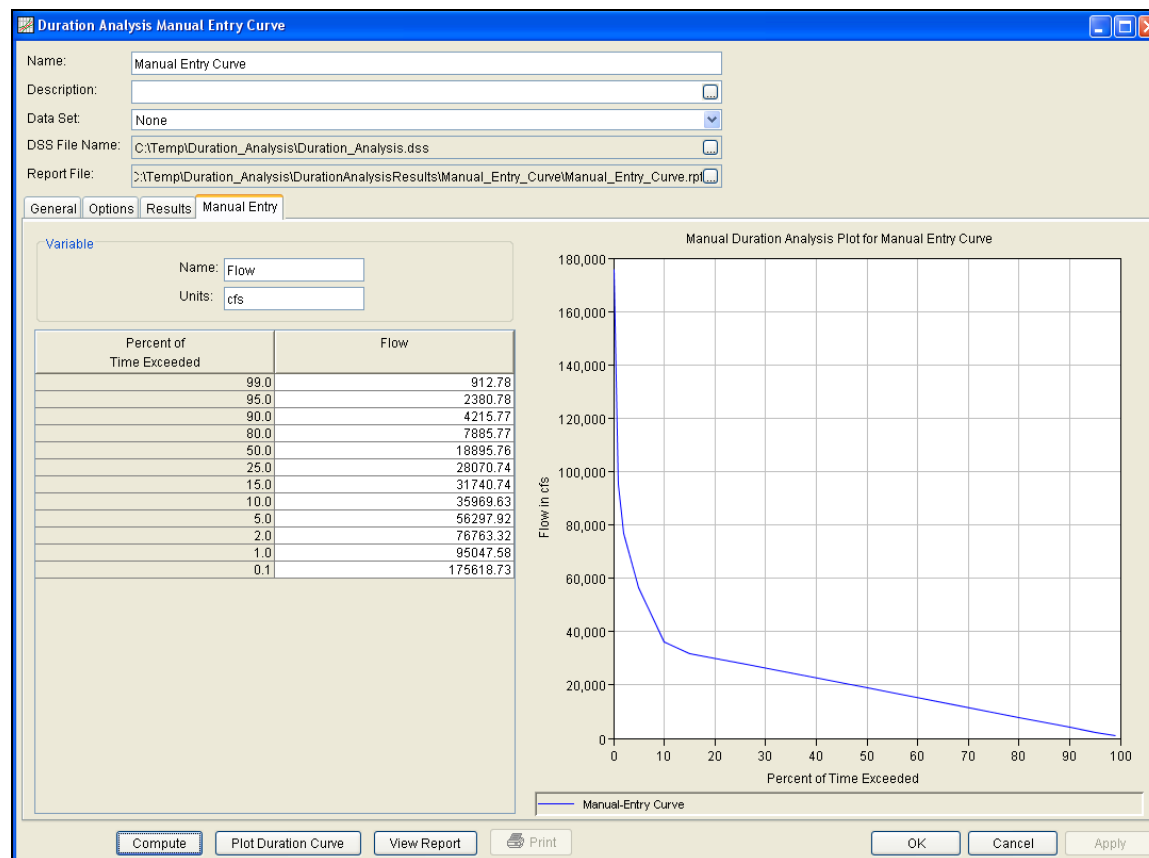 Duration Analysis Manual Entry Curve
Name: Manual Entry Curve
Description: ...
Data Set: None
DSS File Name: C:\Temp\Duration_Analysis\Duration_Analysis.dss ...
Report File: C:\Temp\Duration_Analysis\DurationAnalysisResults\Manual_Entry_Curve\Manual_Entry_Curve.rpt ...
General Options Results Manual Entry
Variable
Name: Flow
Units: cfs
Percent of
Time Exceeded
Flow
99.0 912.78
95.0 2380.78
90.0 4215.77
80.0 7885.77
50.0 18895.76
25.0 28070.74
15.0 31740.74
10.0 35969.63
5.0 56297.92
2.0 76763.32
1.0 95047.58
0.1 175618.73
Manual Duration Analysis Plot for Manual Entry Curve
180,000
160,000
140,000
120,000
100,000
80,000
60,000
40,000
20,000
0
Flow in cfs
0 10 20 30 40 50 60 70 80 90 100
Percent of Time Exceeded
Manual-Entry Curve
Compute Plot Duration Curve View Report Print OK Cancel Apply